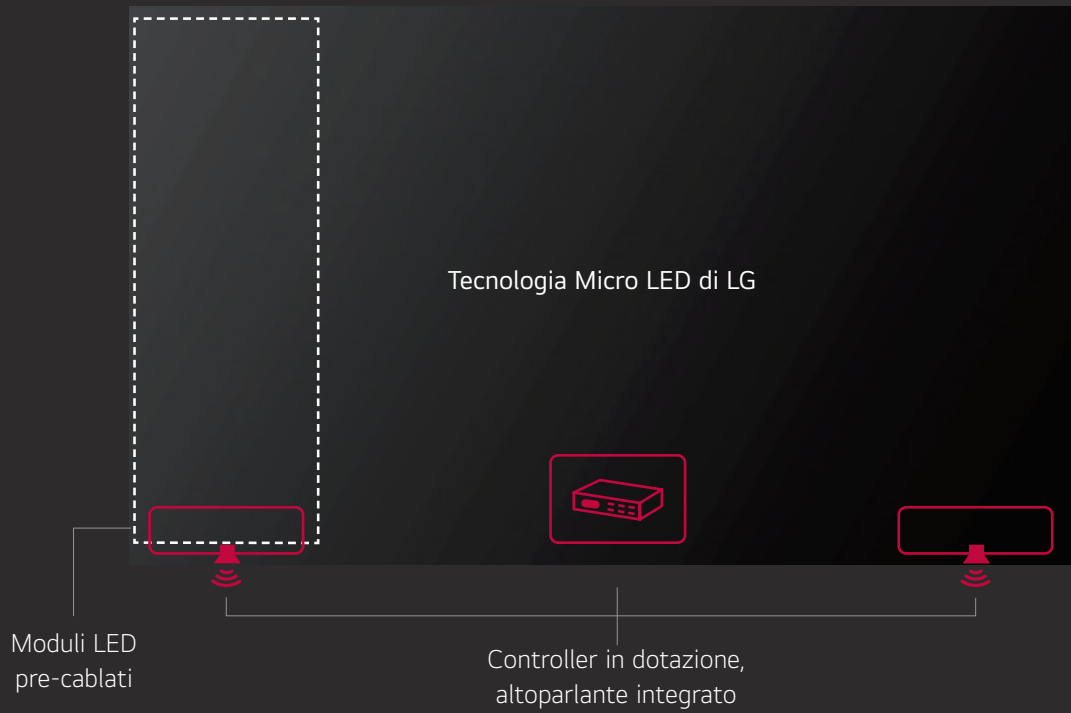 Tecnologia Micro LED di LG
Moduli LED
pre-cablati
Controller in dotazione,
altoparlante integrato